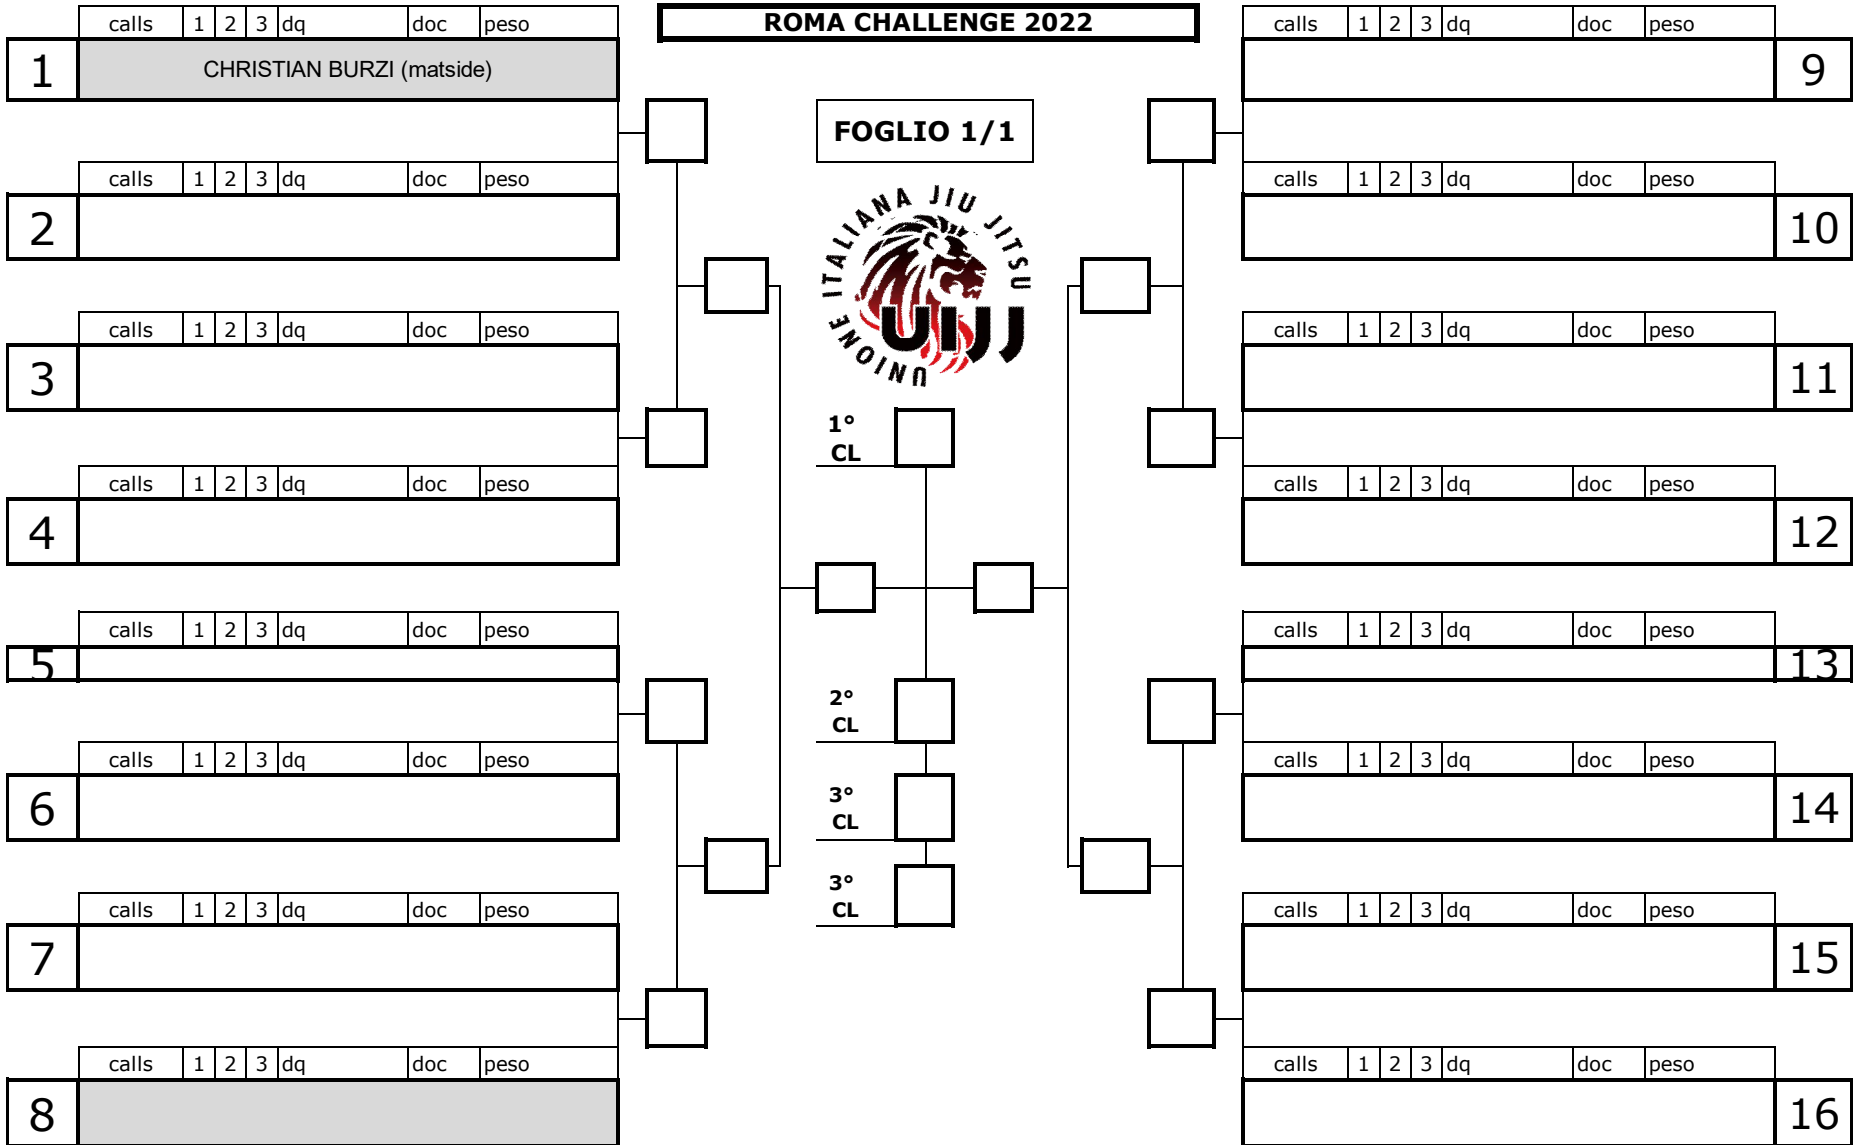 calls 1 2 3 dq doc peso
ROMA CHALLENGE 2022
calls 1 2 3 dq doc peso
1 CHRISTIAN BURZI (matside)
9
FOGLIO 1/1
calls 1 2 3 dq doc peso
calls 1 2 3 dq doc peso
2
10
UNIONE ITALIANA JIU JITSU
UIJJ
calls 1 2 3 dq doc peso
calls 1 2 3 dq doc peso
3
11
1°
CL
calls 1 2 3 dq doc peso
calls 1 2 3 dq doc peso
4
12
calls 1 2 3 dq doc peso
calls 1 2 3 dq doc peso
5
13
2°
CL
calls 1 2 3 dq doc peso
calls 1 2 3 dq doc peso
6
3°
CL
14
3°
CL
calls 1 2 3 dq doc peso
calls 1 2 3 dq doc peso
7
15
calls 1 2 3 dq doc peso
calls 1 2 3 dq doc peso
8
16